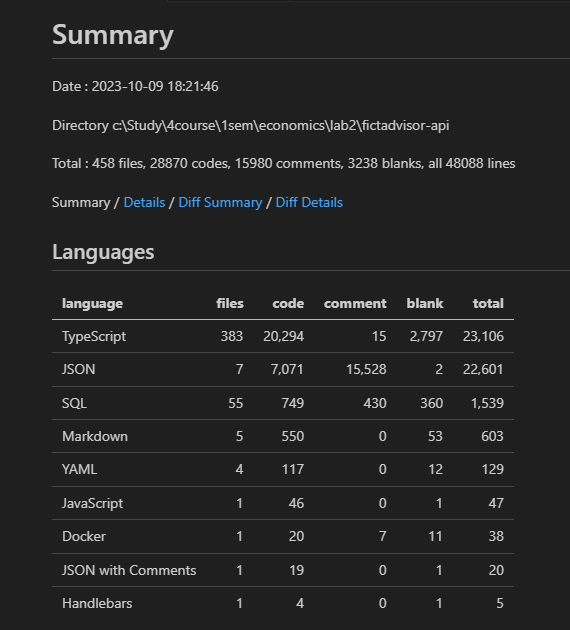 Summary
Date : 2023-10-09 18:21:46
Directory c:\Study\4course\1sem\economics\lab2\fictadvisor-api
Total : 458 files, 28870 codes, 15980 comments, 3238 blanks, all 48088 lines
Summary / Details / Diff Summary / Diff Details
Languages
language files code comment blank total
TypeScript 383 20,294 15 2,797 23,106
JSON 7 7,071 15,528 2 22,601
SQL 55 749 430 360 1,539
Markdown 5 550 0 53 603
YAML 4 117 0 12 129
JavaScript 1 46 0 1 47
Docker 1 20 7 11 38
JSON with Comments 1 19 0 1 20
Handlebars 1 4 0 1 5